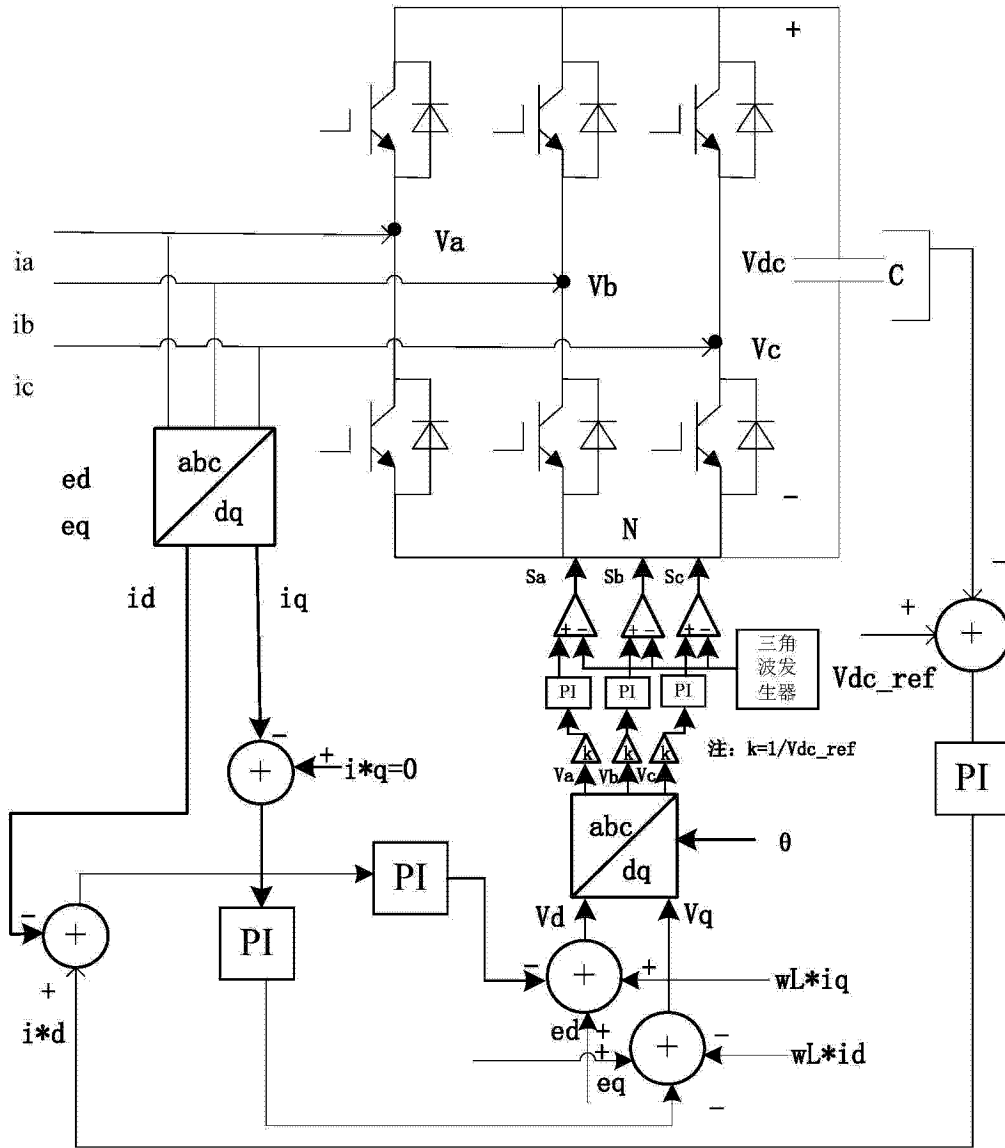 +
Va
ia
Vb
Vdc
C
ib
Vc
ic
abc
dq
ed
eq
-
N
id
iq
Sa
Sb
Sc
-
+
+
+-
+-
+-
三角
波发
生器
Vdc_ref
PI
PI
PI
注: k=1/Vdc_ref
-
+
+
i*q=0
k
k
k
Va
Vb
Vc
PI
abc
dq
θ
PI
-
+
PI
Vd
Vq
+
i*d
-
+
+
wL*iq
ed
+
+
eq
+
-
wL*id
-